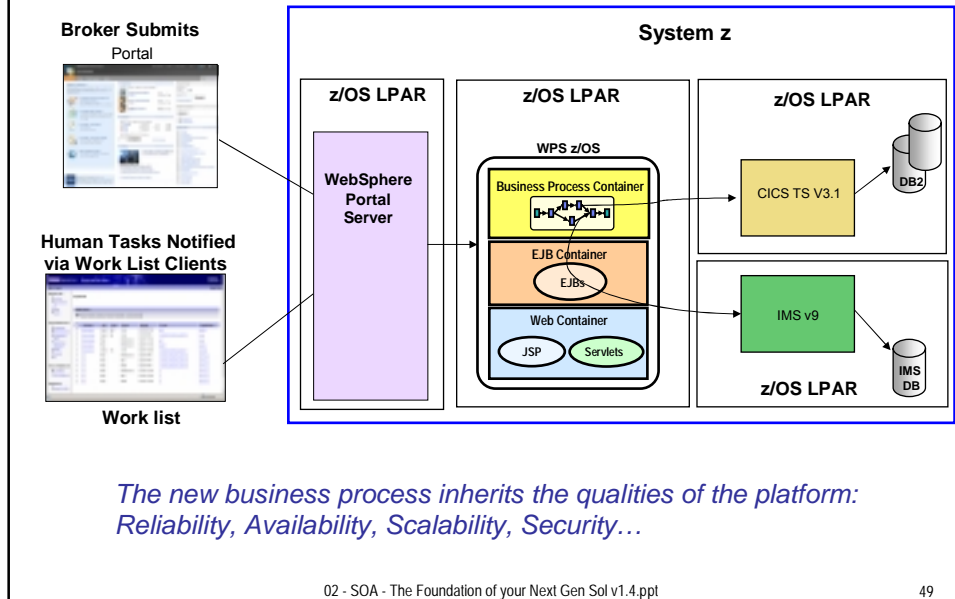 Broker Submits
Portal
Human Tasks Notified
via Work List Clients
Work list
System z
z/OS LPAR
WebSphere
Portal
Server
z/OS LPAR
WPS z/OS
Business Process Container
EJB Container
EJBs
Web Container
JSP
Servlets
z/OS LPAR
CICS TS V3.1
DB2
IMS v9
IMS
DB
z/OS LPAR
The new business process inherits the qualities of the platform:
Reliability, Availability, Scalability, Security…
02 - SOA - The Foundation of your Next Gen Sol v1.4.ppt
49